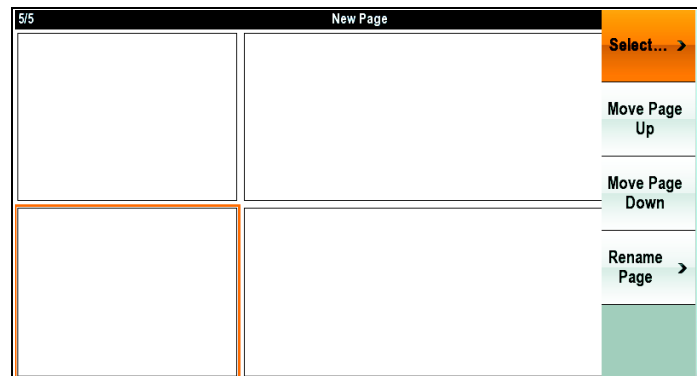 5/5
New Page
Select... >
Move Page
Up
Move Page
Down
Rename
Page >